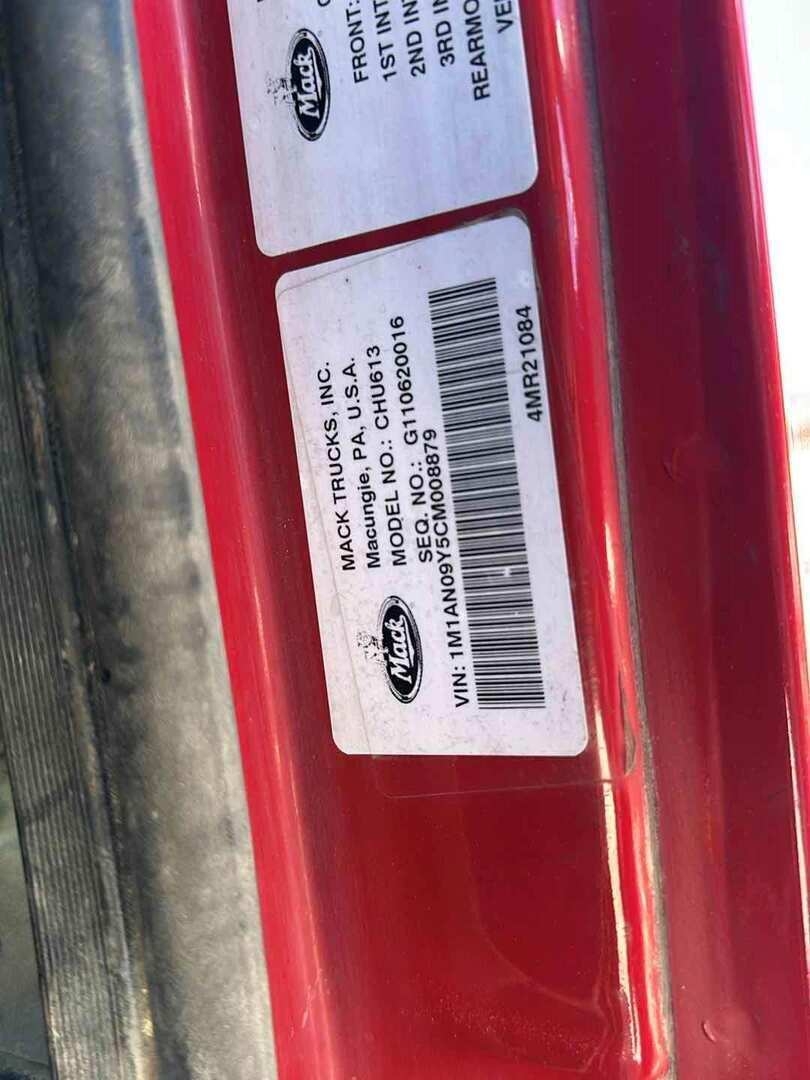 Mack
FRONT:
1ST INT
2ND IN
3RD IN
REARMO
VE
Mack
MACK TRUCKS, INC.
Macungie, PA, U.S.A.
MODEL NO.: CHU613
SEQ. NO.: G110620016
VIN: 1M1AN09Y5CM008879
4MR21084